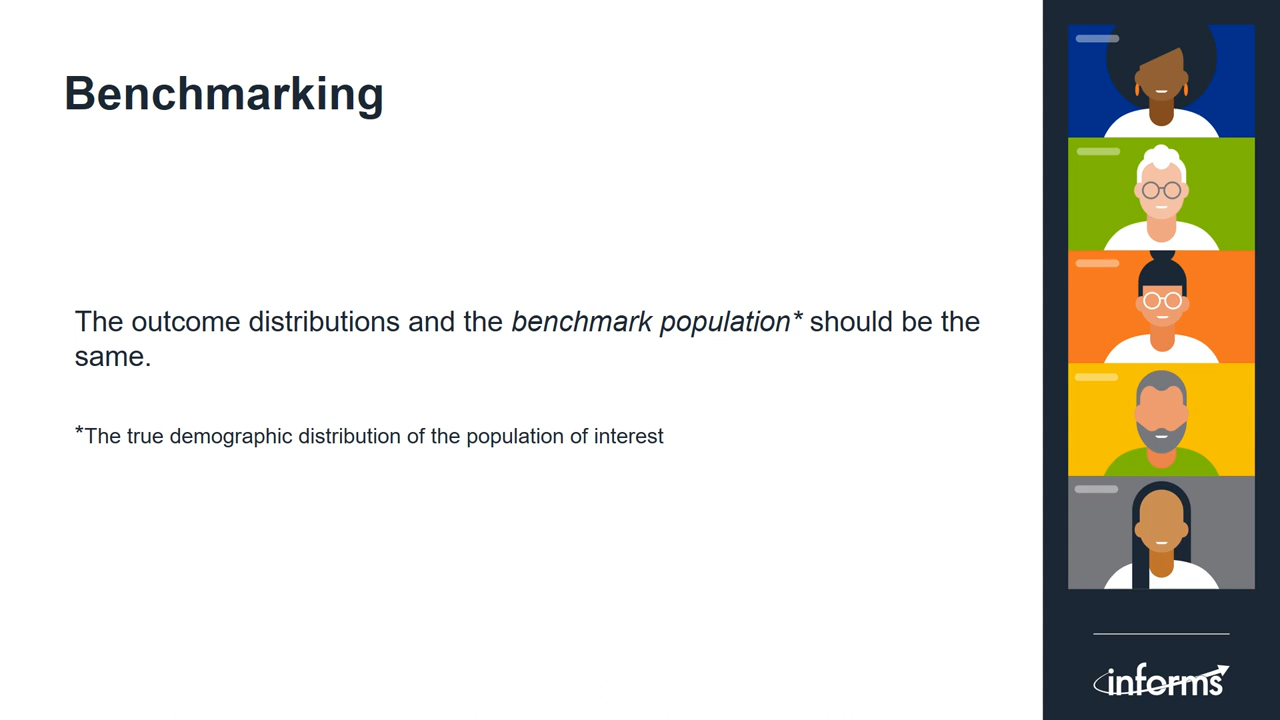 Benchmarking
The outcome distributions and the benchmark population* should be the
same.
*The true demographic distribution of the population of interest
informs